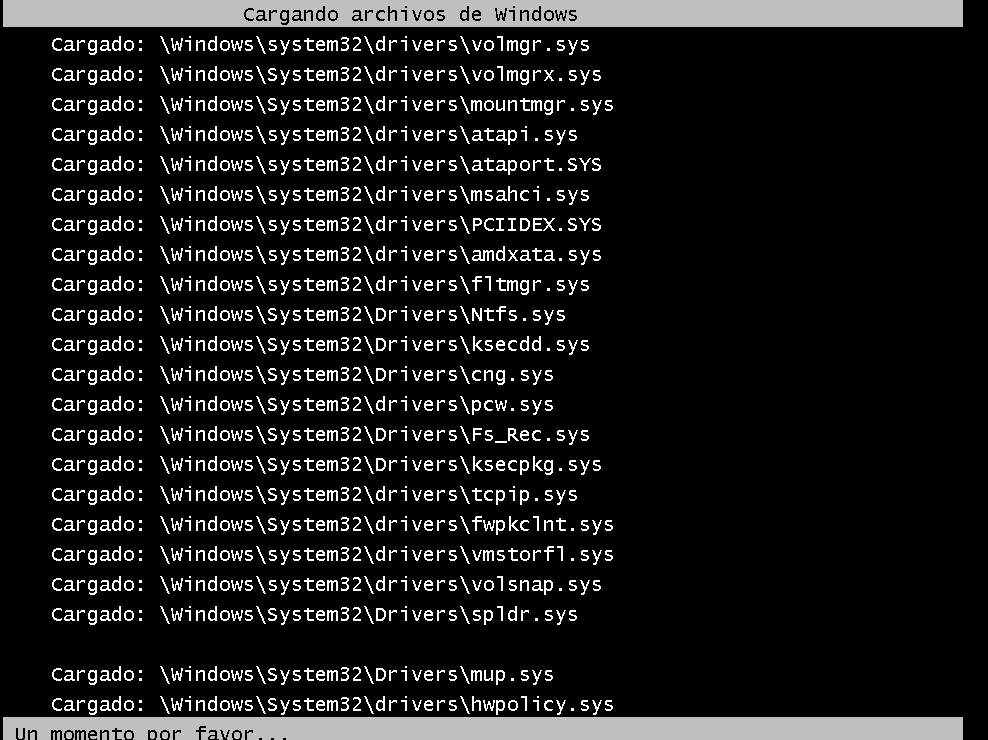 Cargando archivos de Windows
Cargado: \Windows\system32\drivers\volmgr.sys
Cargado: \Windows\System32\drivers\volmgrx.sys
Cargado: \Windows\System32\drivers\mountmgr.sys
Cargado: \Windows\system32\drivers\atapi.sys
Cargado: \Windows\system32\drivers\ataport.SYS
Cargado: \Windows\system32\drivers\msahci.sys
Cargado: \Windows\system32\drivers\PCIIDEX.SYS
Cargado: \Windows\system32\drivers\amdxata.sys
Cargado: \Windows\system32\drivers\fltmgr.sys
Cargado: \Windows\System32\Drivers\Ntfs.sys
Cargado: \Windows\System32\Drivers\ksecdd.sys
Cargado: \Windows\System32\Drivers\cng.sys
Cargado: \Windows\System32\drivers\pcw.sys
Cargado: \Windows\System32\Drivers\Fs_Rec.sys
Cargado: \Windows\System32\Drivers\ksecpkg.sys
Cargado: \Windows\System32\drivers\tcpip.sys
Cargado: \Windows\System32\drivers\fwpkclnt.sys
Cargado: \Windows\system32\drivers\vmstorfl.sys
Cargado: \Windows\system32\drivers\volsnap.sys
Cargado: \Windows\System32\Drivers\spldr.sys
Cargado: \Windows\System32\Drivers\mup.sys
Cargado: \Windows\System32\drivers\hwpolicy.sys
Un momento por favor...